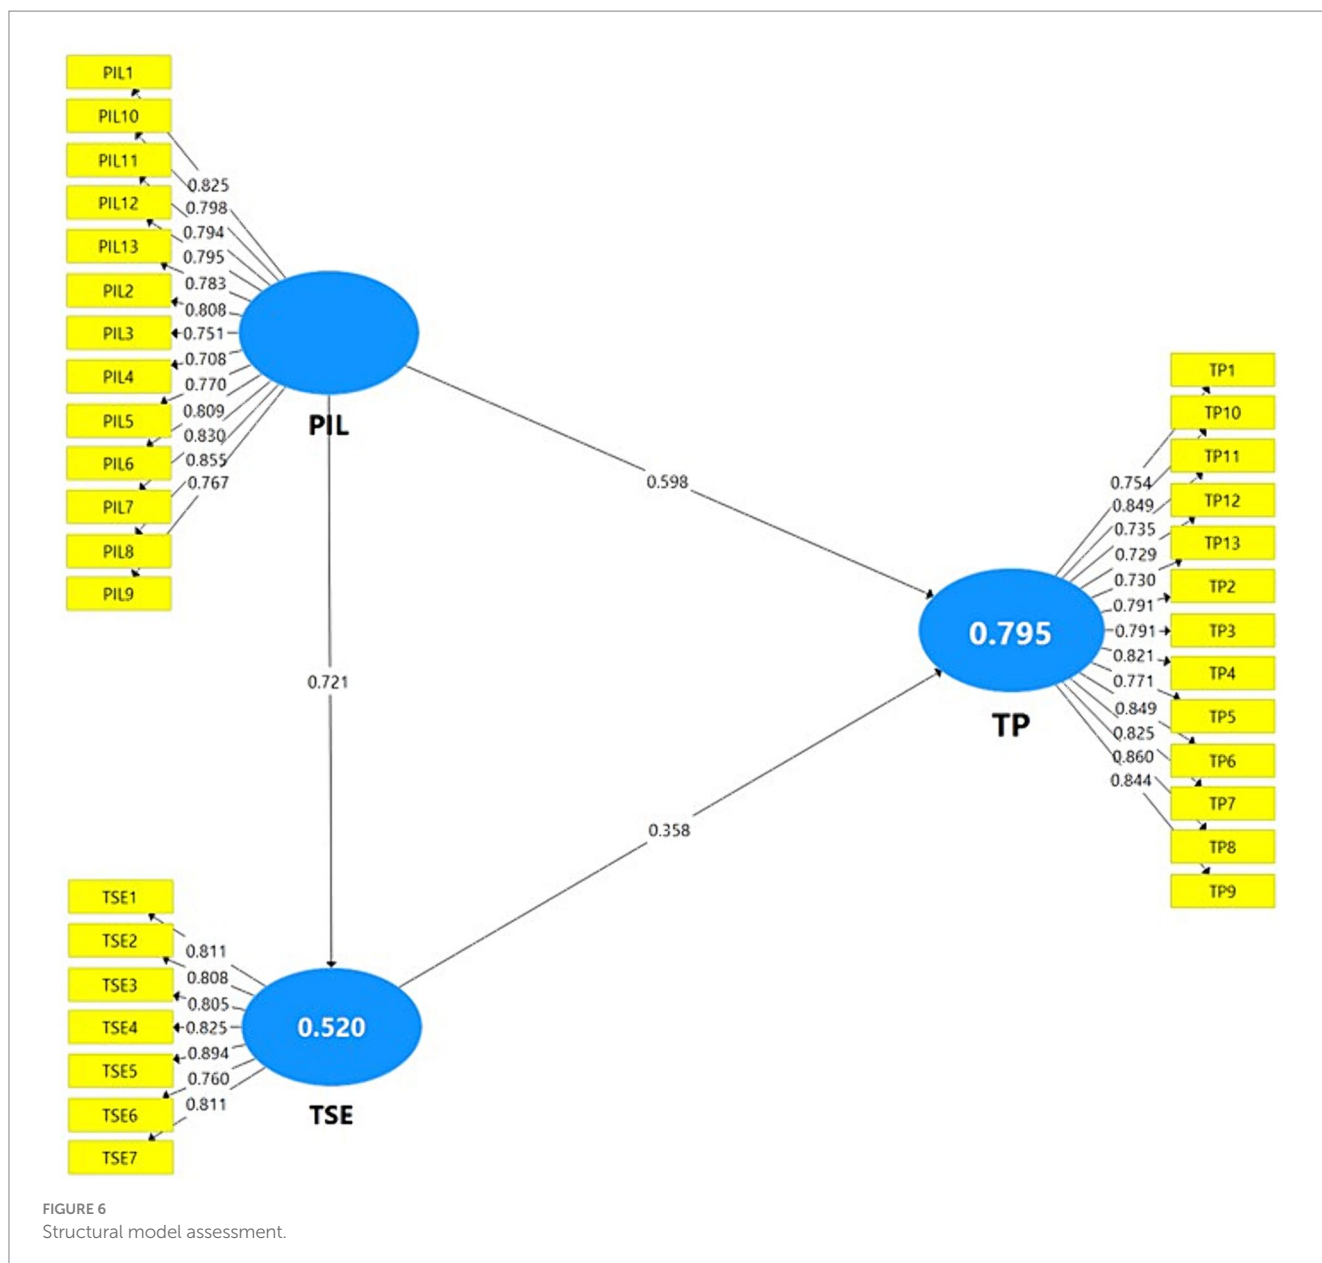 PIL1
PIL10
PIL11
PIL12
PIL13
PIL2
PIL3
PIL4
PIL5
PIL6
PIL7
PIL8
PIL9
0.825
0.798
0.794
0.795
0.783
0.808
0.751
0.708
0.770
0.809
0.830
0.855
0.767
PIL
0.598
0.721
0.358
TP1
TP10
TP11
TP12
TP13
TP2
TP3
TP4
TP5
TP6
TP7
TP8
TP9
0.754
0.849
0.735
0.729
0.730
0.791
0.791
0.821
0.771
0.849
0.825
0.860
0.844
0.795
TP
TSE1
TSE2
TSE3
TSE4
TSE5
TSE6
TSE7
0.811
0.808
0.805
0.825
0.894
0.760
0.811
0.520
TSE
FIGURE 6
Structural model assessment.